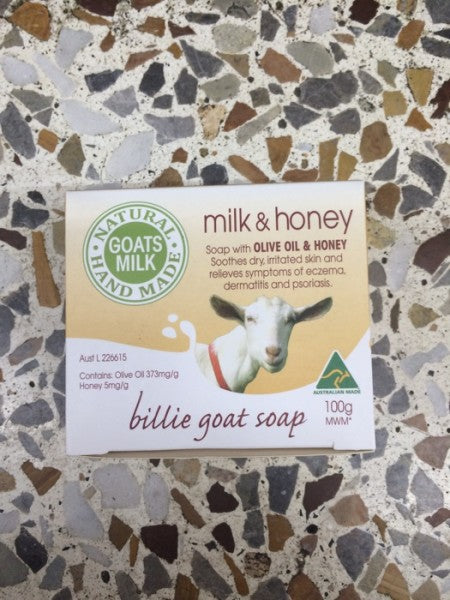 NATURAL
GOATS
MILK
HAND MADE
milk & honey
Soap with OLIVE OIL & HONEY
Soothes dry, irritated skin and
relieves symptoms of eczema,
dermatitis and psoriasis.
Aust L 226615
Contains: Olive Oil 373mg/g
Honey 5mg/g
AUSTRALIAN MADE
billie goat soap
100g
MWM*